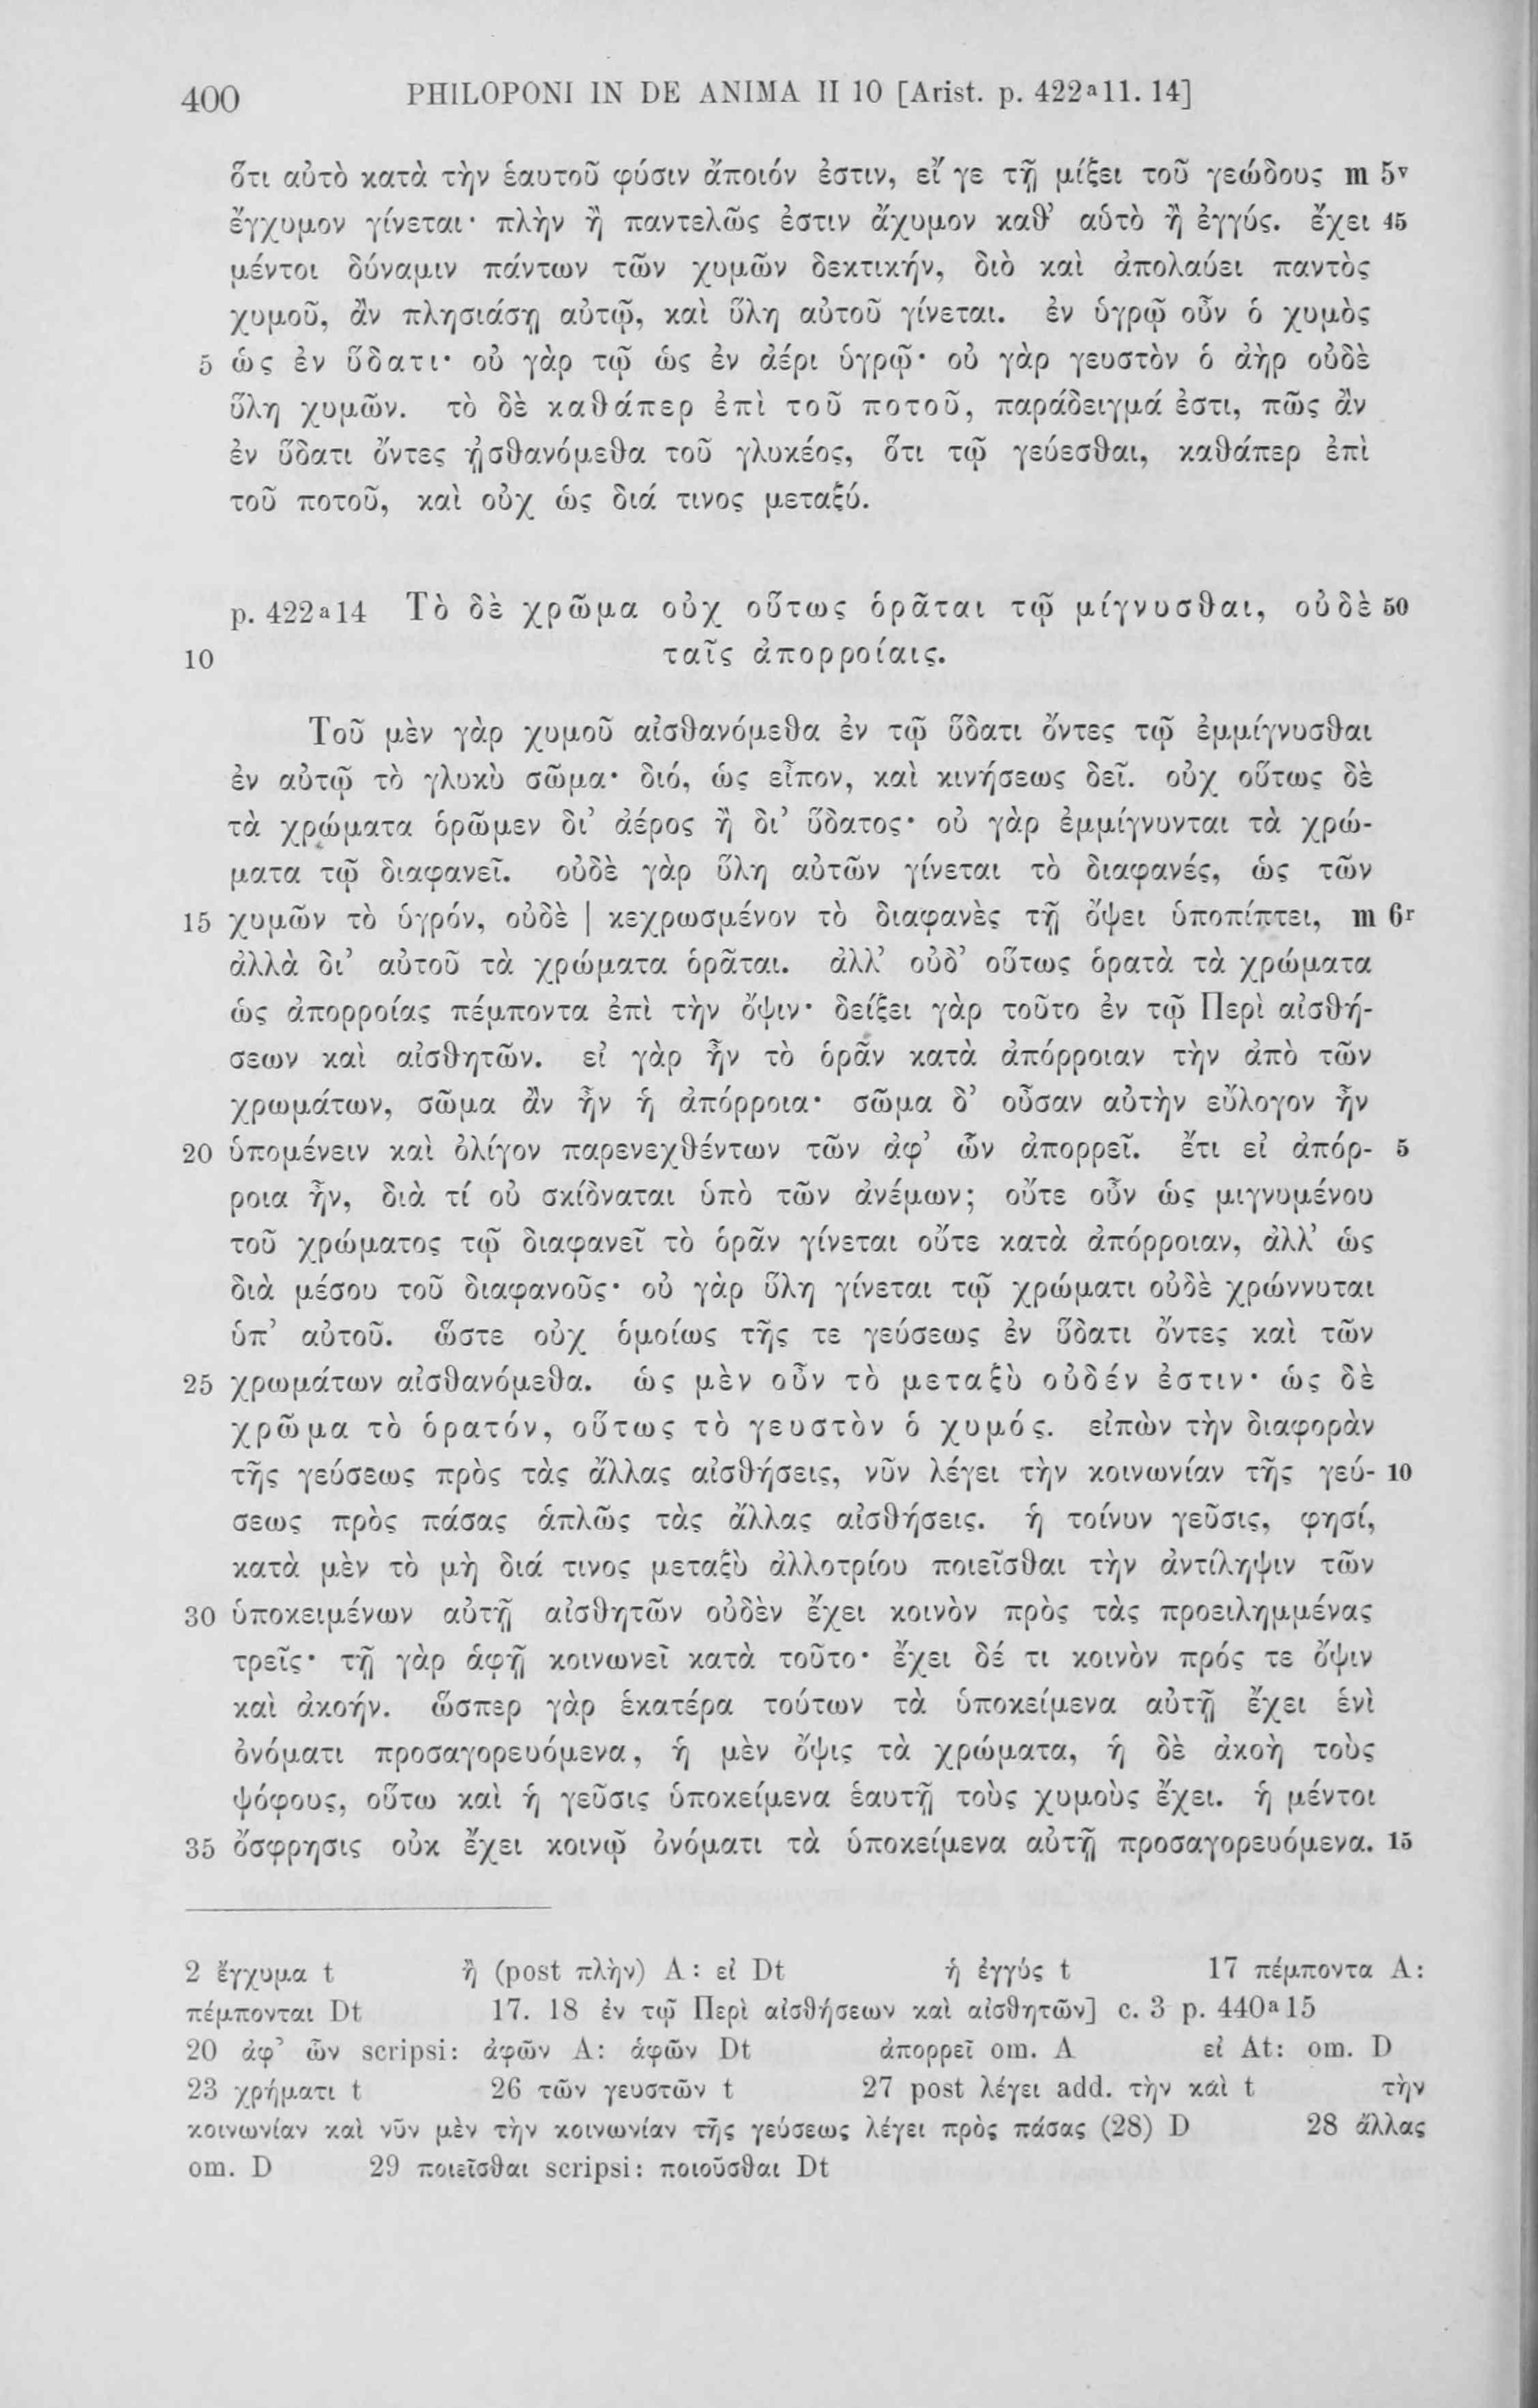 400 PHILOPONI IN DE ANIMA II 10 [Arist. p. 422ᵃ11. 14]
ὅτι αὐτὸ κατὰ τὴν ἑαυτοῦ φύσιν ἄποιόν ἐστιν, εἴ γε τῇ μίξει τοῦ γεώδους m 5ᵛ
ἔγχυμον γίνεται· πλὴν ἢ παντελῶς ἐστιν ἄχυμον καθ’ αὑτὸ ἢ ἐγγύς. ἔχει 45
μέντοι δύναμιν πάντων τῶν χυμῶν δεκτικήν, διὸ καὶ ἀπολαύει παντὸς
χυμοῦ, ἂν πλησιάσῃ αὐτῷ, καὶ ὕλη αὐτοῦ γίνεται. ἐν ὑγρῷ οὖν ὁ χυμὸς
5 ὡς ἐν ὕδατι· οὐ γὰρ τῷ ὡς ἐν ἀέρι ὑγρῷ· οὐ γὰρ γευστὸν ὁ ἀὴρ οὐδὲ
ὕλη χυμῶν. τὸ δὲ καθάπερ ἐπὶ τοῦ ποτοῦ, παράδειγμά ἐστι, πῶς ἂν
ἐν ὕδατι ὄντες ᾐσθανόμεθα τοῦ γλυκέος, ὅτι τῷ γεύεσθαι, καθάπερ ἐπὶ
τοῦ ποτοῦ, καὶ οὐχ ὡς διά τινος μεταξύ.
p. 422ᵃ14 Τὸ δὲ χρῶμα οὐχ οὕτως ὁρᾶται τῷ μίγνυσθαι, οὐδὲ 50
10 ταῖς ἀπορροίαις.
Τοῦ μὲν γὰρ χυμοῦ αἰσθανόμεθα ἐν τῷ ὕδατι ὄντες τῷ ἐμμίγνυσθαι
ἐν αὐτῷ τὸ γλυκὺ σῶμα· διό, ὡς εἶπον, καὶ κινήσεως δεῖ. οὐχ οὕτως δὲ
τὰ χρώματα ὁρῶμεν δι’ ἀέρος ἢ δι’ ὕδατος· οὐ γὰρ ἐμμίγνυνται τὰ χρώ-
ματα τῷ διαφανεῖ. οὐδὲ γὰρ ὕλη αὐτῶν γίνεται τὸ διαφανές, ὡς τῶν
15 χυμῶν τὸ ὑγρόν, οὐδὲ | κεχρωσμένον τὸ διαφανὲς τῇ ὄψει ὑποπίπτει, m 6ʳ
ἀλλὰ δι’ αὐτοῦ τὰ χρώματα ὁρᾶται. ἀλλ’ οὐδ’ οὕτως ὁρατὰ τὰ χρώματα
ὡς ἀπορροίας πέμποντα ἐπὶ τὴν ὄψιν· δείξει γὰρ τοῦτο ἐν τῷ Περὶ αἰσθή-
σεων καὶ αἰσθητῶν. εἰ γὰρ ἦν τὸ ὁρᾶν κατὰ ἀπόρροιαν τὴν ἀπὸ τῶν
χρωμάτων, σῶμα ἂν ἦν ἡ ἀπόρροια· σῶμα δ’ οὖσαν αὐτὴν εὔλογον ἦν
20 ὑπομένειν καὶ ὀλίγον παρενεχθέντων τῶν ἀφ’ ὧν ἀπορρεῖ. ἔτι εἰ ἀπόρ- 5
ροια ἦν, διὰ τί οὐ σκίδναται ὑπὸ τῶν ἀνέμων; οὔτε οὖν ὡς μιγνυμένου
τοῦ χρώματος τῷ διαφανεῖ τὸ ὁρᾶν γίνεται οὔτε κατὰ ἀπόρροιαν, ἀλλ’ ὡς
διὰ μέσου τοῦ διαφανοῦς· οὐ γὰρ ὕλη γίνεται τῷ χρώματι οὐδὲ χρώννυται
ὑπ’ αὐτοῦ. ὥστε οὐχ ὁμοίως τῆς τε γεύσεως ἐν ὕδατι ὄντες καὶ τῶν
25 χρωμάτων αἰσθανόμεθα. ὡς μὲν οὖν τὸ μεταξὺ οὐδέν ἐστιν· ὡς δὲ
χρῶμα τὸ ὁρατόν, οὕτως τὸ γευστὸν ὁ χυμός. εἰπὼν τὴν διαφορὰν
τῆς γεύσεως πρὸς τὰς ἄλλας αἰσθήσεις, νῦν λέγει τὴν κοινωνίαν τῆς γεύ- 10
σεως πρὸς πάσας ἁπλῶς τὰς ἄλλας αἰσθήσεις. ἡ τοίνυν γεῦσις, φησί,
κατὰ μὲν τὸ μὴ διά τινος μεταξὺ ἀλλοτρίου ποιεῖσθαι τὴν ἀντίληψιν τῶν
30 ὑποκειμένων αὐτῇ αἰσθητῶν οὐδὲν ἔχει κοινὸν πρὸς τὰς προειλημμένας
τρεῖς· τῇ γὰρ ἁφῇ κοινωνεῖ κατὰ τοῦτο· ἔχει δέ τι κοινὸν πρός τε ὄψιν
καὶ ἀκοήν. ὥσπερ γὰρ ἑκατέρα τούτων τὰ ὑποκείμενα αὐτῇ ἔχει ἑνὶ
ὀνόματι προσαγορευόμενα, ἡ μὲν ὄψις τὰ χρώματα, ἡ δὲ ἀκοὴ τοὺς
ψόφους, οὕτω καὶ ἡ γεῦσις ὑποκείμενα ἑαυτῇ τοὺς χυμοὺς ἔχει. ἡ μέντοι
35 ὄσφρησις οὐκ ἔχει κοινῷ ὀνόματι τὰ ὑποκείμενα αὐτῇ προσαγορευόμενα. 15
2 ἔγχυμα t ἢ (post πλὴν) A: εἰ Dt ἡ ἐγγύς t 17 πέμποντα A:
πέμπονται Dt 17. 18 ἐν τῷ Περὶ αἰσθήσεων καὶ αἰσθητῶν] c. 3 p. 440ᵃ15
20 ἀφ’ ὧν scripsi: ἀφῶν A: ἁφῶν Dt ἀπορρεῖ om. A εἰ At: om. D
23 χρήματι t 26 τῶν γευστῶν t 27 post λέγει add. τὴν καὶ t τὴν
κοινωνίαν καὶ νῦν μὲν τὴν κοινωνίαν τῆς γεύσεως λέγει πρὸς πάσας (28) D 28 ἄλλας
om. D 29 ποιεῖσθαι scripsi: ποιοῦσθαι Dt